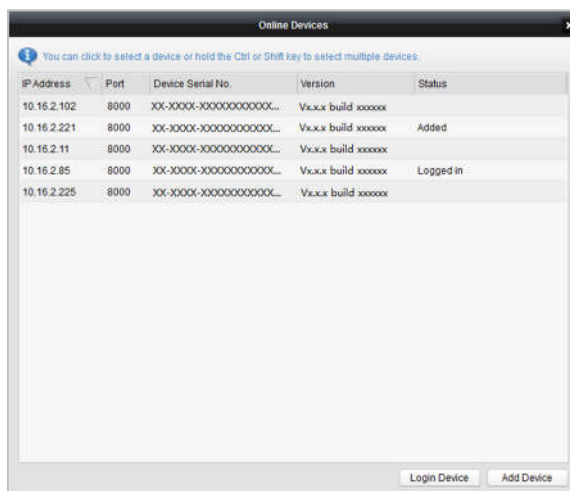 Online Devices
You can click to select a device or hold the Ctrl or Shift key to select multiple devices.
IP Address Port Device Serial No. Version Status
10.16.2.102 8000 XX-XXXX-XXXXXXXXXXX... Vx.x.x build xxxxxx
10.16.2.221 8000 XX-XXXX-XXXXXXXXXXX... Vx.x.x build xxxxxx Added
10.16.2.11 8000 XX-XXXX-XXXXXXXXXXX... Vx.x.x build xxxxxx
10.16.2.85 8000 XX-XXXX-XXXXXXXXXXX... Vx.x.x build xxxxxx Logged in
10.16.2.225 8000 XX-XXXX-XXXXXXXXXXX... Vx.x.x build xxxxxx
Login Device Add Device